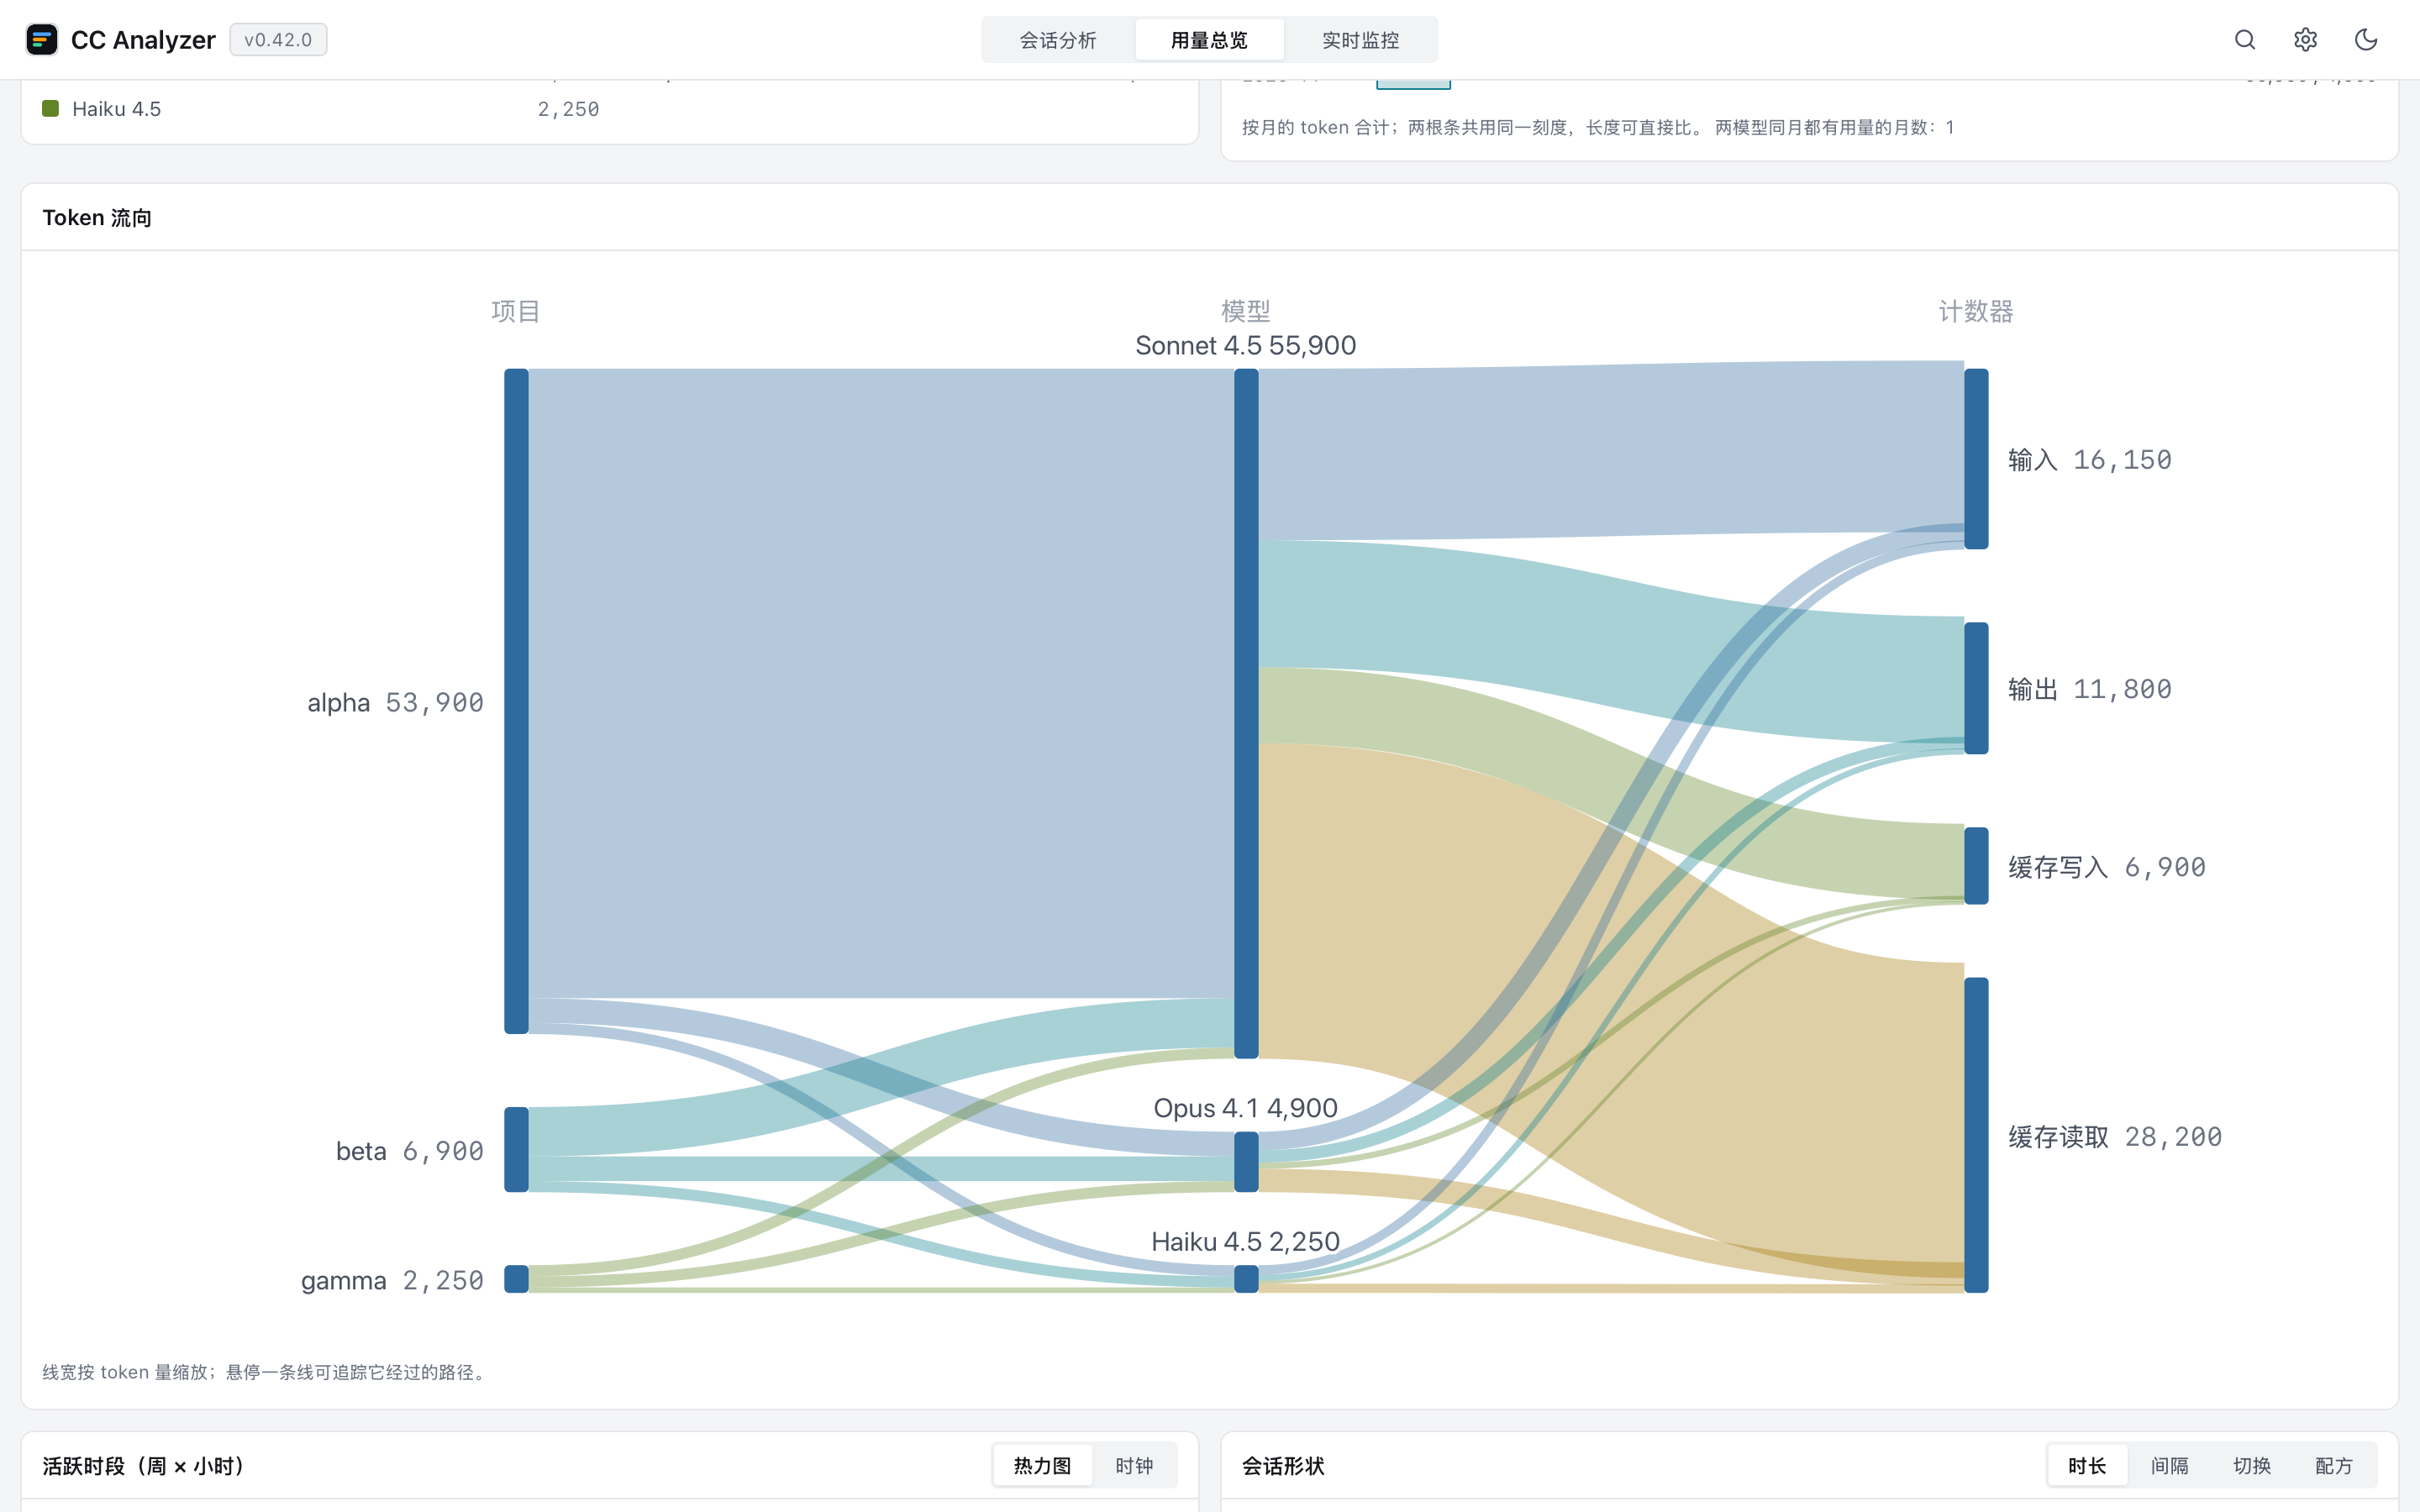 CC Analyzer v0.42.0
会话分析 用量总览 实时监控
Haiku 4.5 2,250
按月的 token 合计；两根条共用同一刻度，长度可直接比。 两模型同月都有用量的月数：1
Token 流向
项目 模型 计数器
Sonnet 4.5 55,900
输入 16,150
输出 11,800
alpha 53,900
缓存写入 6,900
Opus 4.1 4,900
缓存读取 28,200
beta 6,900
Haiku 4.5 2,250
gamma 2,250
线宽按 token 量缩放；悬停一条线可追踪它经过的路径。
活跃时段（周 × 小时） 热力图 时钟
会话形状 时长 间隔 切换 配方